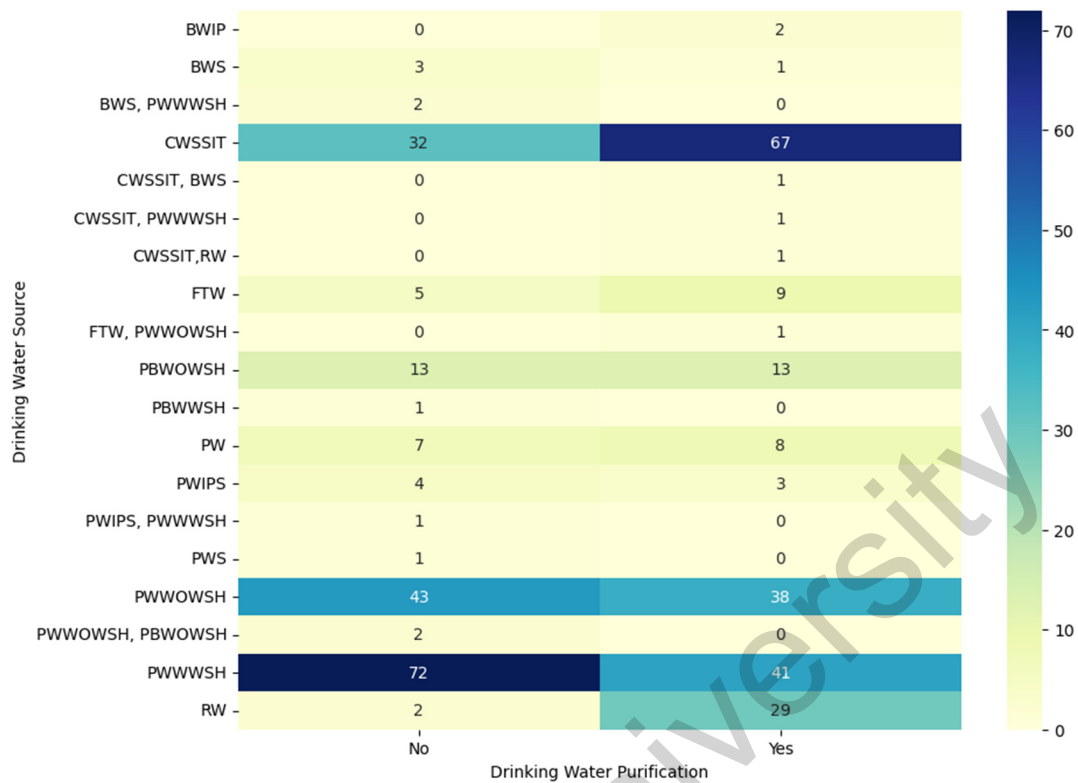 BWIP 0 2 70
BWS 3 1
BWS, PWWWSH 2 0
60
CWSSIT 32 67
CWSSIT, BWS 0 1
50
CWSSIT, PWWWSH 0 1
CWSSIT,RW 0 1
FTW 5 9
40
FTW, PWWOWSH 0 1
PBWOWSH 13 13
PBWWSH 1 0
30
PW 7 8
PWIPS 4 3
PWIPS, PWWWSH 1 0
20
PWS 1 0
PWWOWSH 43 38
PWWOWSH, PBWOWSH 2 0
10
PWWWSH 72 41
RW 2 29
0
No Yes
Drinking Water Purification
Drinking Water Source
versity